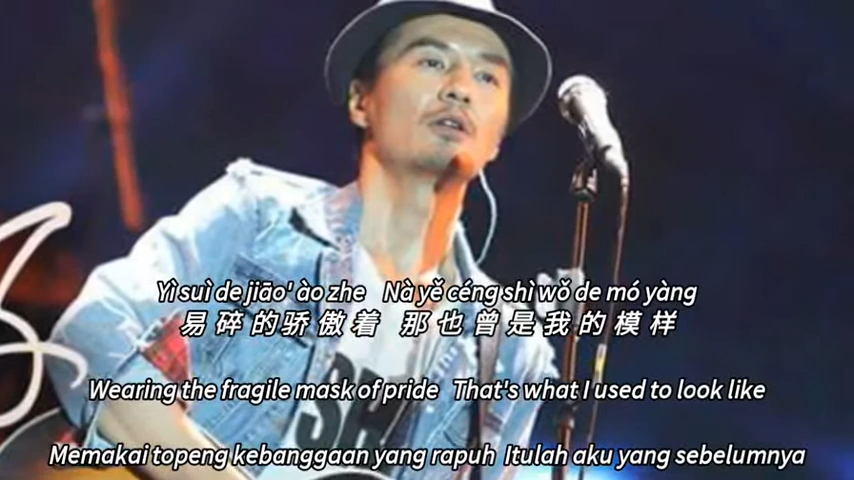 Yì suì de jiāo' ào zhe Nà yě céng shì wǒ de mó yàng
易碎的骄傲着 那也曾是我的模样
Wearing the fragile mask of pride That's what I used to look like
Memakai topeng kebanggaan yang rapuh Itulah aku yang sebelumnya